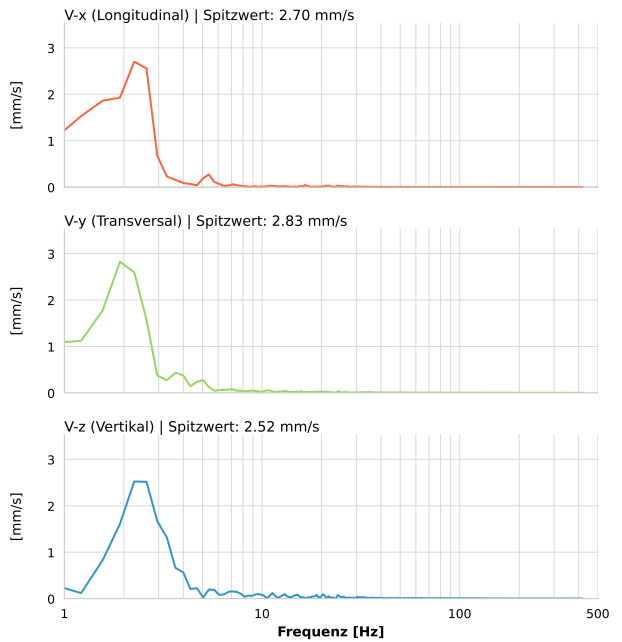 V-x (Longitudinal) | Spitzwert: 2.70 mm/s
[mm/s]
3
2
1
0
V-y (Transversal) | Spitzwert: 2.83 mm/s
[mm/s]
3
2
1
0
V-z (Vertikal) | Spitzwert: 2.52 mm/s
[mm/s]
3
2
1
0
1 10 100 500
Frequenz [Hz]